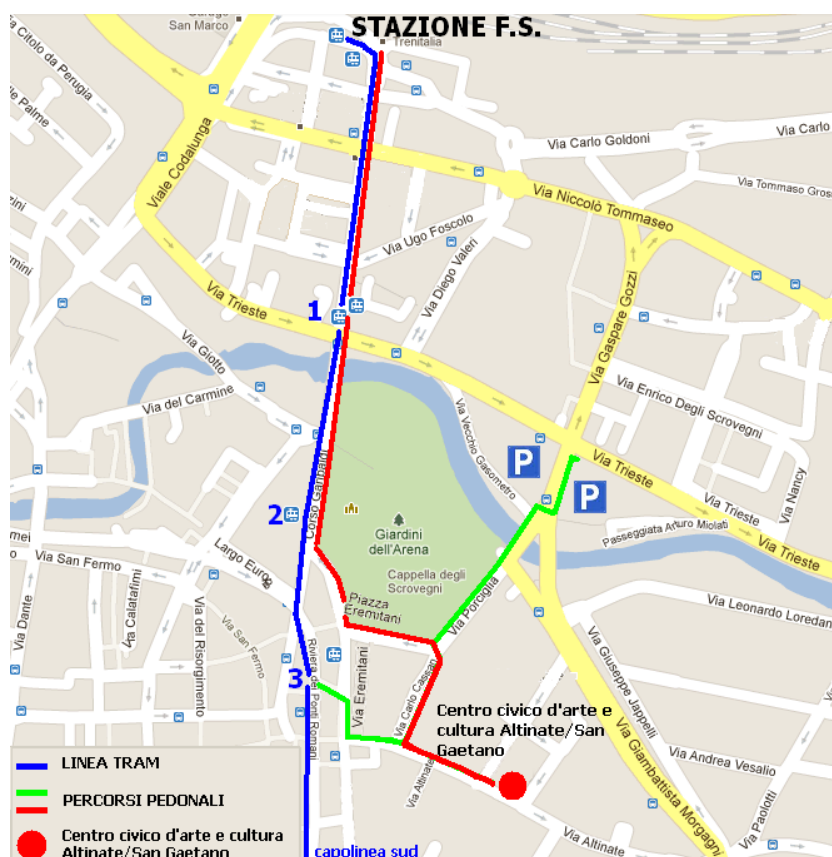 STAZIONE F.S.
San Marco
Trenitalia
Via Citolo da Perugia
Palme
Viale Codalunga
Via Carlo Goldoni
Via Carlo
Via Tommaso Gros
Via Niccolò Tommaseo
Via Ugo Foscolo
Via Diego Valeri
Via Gaspare Gozzi
Via Trieste
1
Via Giotto
Via del Carmine
Via Enrico Degli Scrovegni
Via Vecchio Gasometro
Via Trieste
Via Nancy
P
P
Corso Garibaldi
2
Giardini
dell'Arena
Via Trieste
Passeggiata Arturo Miolati
Via Trieste
Via San Fermo
Largo Europa
Cappella degli
Scrovegni
Piazza
Eremitani
Via Porciglia
Via Leonardo Loredan
Via Dante
Via Calatafimi
Via del Risorgimento
Via San Fermo
Riviera dei Ponti Romani
Via Eremitani
Via Carlo Cassan
Via Giuseppe Jappelli
3
Centro civico d'arte e
cultura Altinate/San
Gaetano
Via Andrea Vesalio
Via Giambattista Morgagni
Via Paolotti
Via Altinate
Via Altinate
LINEA TRAM
PERCORSI PEDONALI
Centro civico d'arte e cultura
Altinate/San Gaetano
capolinea sud